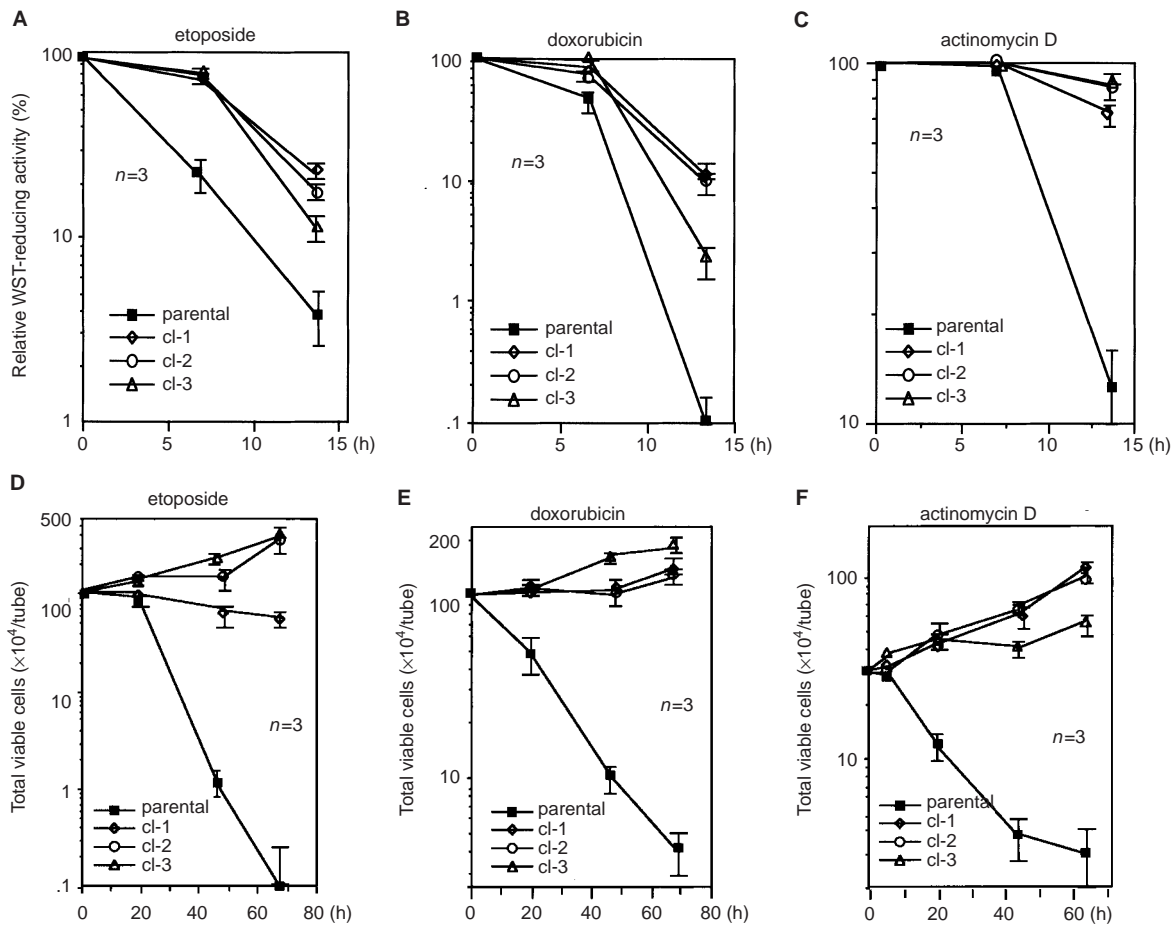 A
etoposide
Relative WST-reducing activity (%)
100
10
1
n=3
parental
cl-1
cl-2
cl-3
0 5 10 15 (h)
B
doxorubicin
100
10
1
.1
n=3
parental
cl-1
cl-2
cl-3
0 5 10 15 (h)
C
actinomycin D
100
10
n=3
parental
cl-1
cl-2
cl-3
0 5 10 15 (h)
D
etoposide
Total viable cells (×10⁴/tube)
500
100
10
1
.1
n=3
parental
cl-1
cl-2
cl-3
0 20 40 60 80 (h)
E
doxorubicin
Total viable cells (×10⁴/tube)
200
100
10
n=3
parental
cl-1
cl-2
cl-3
0 20 40 60 80 (h)
F
actinomycin D
Total viable cells (×10⁴/tube)
100
10
n=3
parental
cl-1
cl-2
cl-3
0 20 40 60 (h)